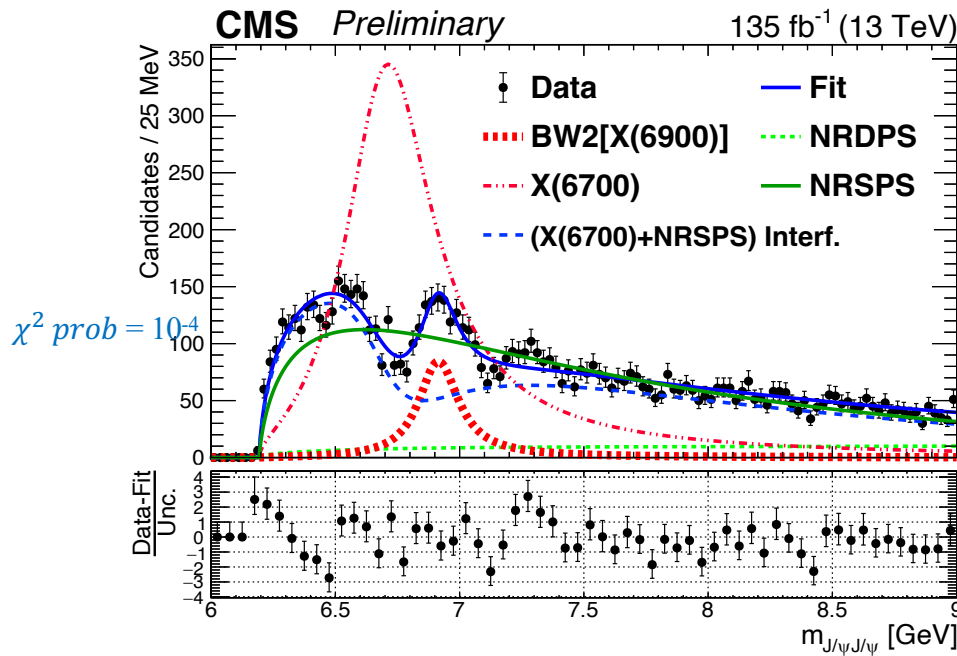 CMS Preliminary 135 fb⁻¹ (13 TeV)
Candidates / 25 MeV
350
300
250
200
150
100
50
0
Data
Fit
BW2[X(6900)]
NRDPS
X(6700)
NRSPS
(X(6700)+NRSPS) Interf.
χ² prob = 10⁻⁴
Data-Fit
Unc.
4
3
2
1
0
−1
−2
−3
−4
6 6.5 7 7.5 8 8.5 9
m_{J/ψJ/ψ} [GeV]